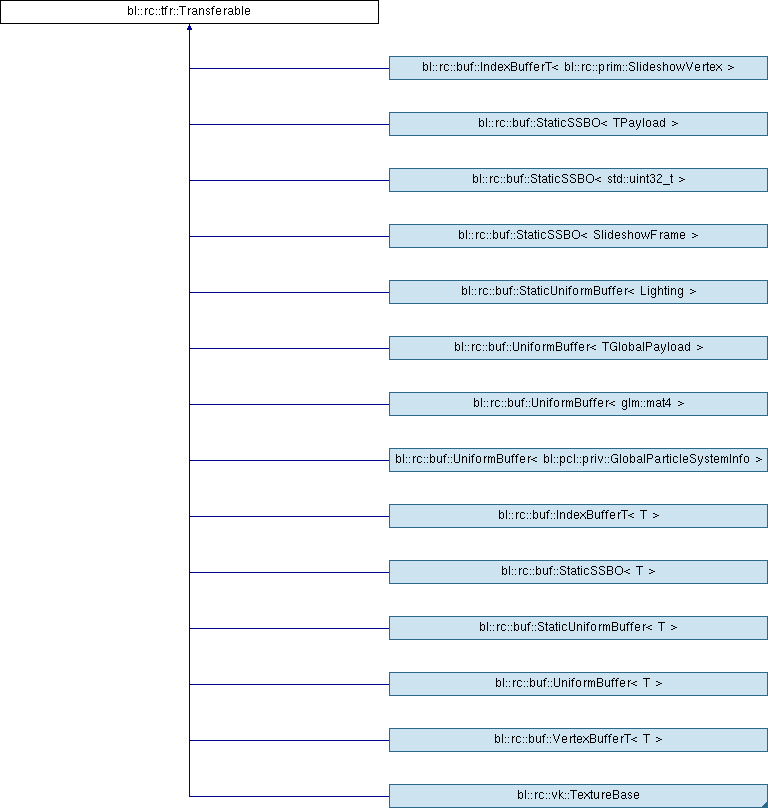 bl::rc::tfr::Transferable
bl::rc::buf::IndexBufferT< bl::rc::prim::SlideshowVertex >
bl::rc::buf::StaticSSBO< TPayload >
bl::rc::buf::StaticSSBO< std::uint32_t >
bl::rc::buf::StaticSSBO< SlideshowFrame >
bl::rc::buf::StaticUniformBuffer< Lighting >
bl::rc::buf::UniformBuffer< TGlobalPayload >
bl::rc::buf::UniformBuffer< glm::mat4 >
bl::rc::buf::UniformBuffer< bl::pcl::priv::GlobalParticleSystemInfo >
bl::rc::buf::IndexBufferT< T >
bl::rc::buf::StaticSSBO< T >
bl::rc::buf::StaticUniformBuffer< T >
bl::rc::buf::UniformBuffer< T >
bl::rc::buf::VertexBufferT< T >
bl::rc::vk::TextureBase